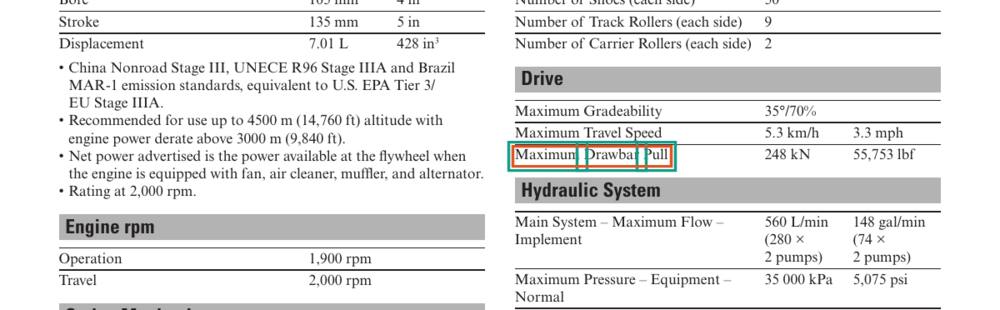 Stroke 135 mm 5 in
Displacement 7.01 L 428 in³
• China Nonroad Stage III, UNECE R96 Stage IIIA and Brazil
MAR-1 emission standards, equivalent to U.S. EPA Tier 3/
EU Stage IIIA.
• Recommended for use up to 4500 m (14,760 ft) altitude with
engine power derate above 3000 m (9,840 ft).
• Net power advertised is the power available at the flywheel when
the engine is equipped with fan, air cleaner, muffler, and alternator.
• Rating at 2,000 rpm.
Engine rpm
Operation 1,900 rpm
Travel 2,000 rpm
Number of Track Rollers (each side) 9
Number of Carrier Rollers (each side) 2
Drive
Maximum Gradeability 35°/70%
Maximum Travel Speed 5.3 km/h 3.3 mph
Maximum Drawbar Pull 248 kN 55,753 lbf
Hydraulic System
Main System – Maximum Flow – 560 L/min 148 gal/min
Implement (280 × (74 ×
2 pumps) 2 pumps)
Maximum Pressure – Equipment – 35 000 kPa 5,075 psi
Normal